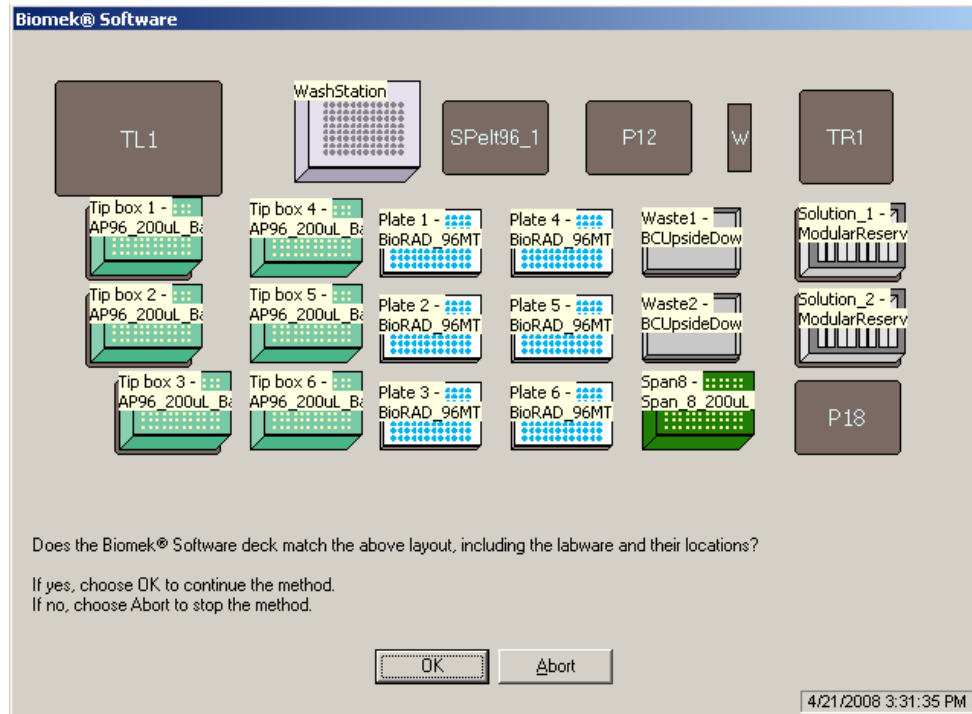 Biomek® Software
WashStation
TL1
SPelt96_1
P12
W
TR1
Tip box 1 -
AP96_200uL_Ba
Tip box 4 -
AP96_200uL_Ba
Plate 1 -
BioRAD_96MT
Plate 4 -
BioRAD_96MT
Waste1 -
BCUpsideDow
Solution_1 -
ModularReserv
Tip box 2 -
AP96_200uL_Ba
Tip box 5 -
AP96_200uL_Ba
Plate 2 -
BioRAD_96MT
Plate 5 -
BioRAD_96MT
Waste2 -
BCUpsideDow
Solution_2 -
ModularReserv
Tip box 3 -
AP96_200uL_Ba
Tip box 6 -
AP96_200uL_Ba
Plate 3 -
BioRAD_96MT
Plate 6 -
BioRAD_96MT
Span8 -
Span_8_200uL
P18
Does the Biomek® Software deck match the above layout, including the labware and their locations?
If yes, choose OK to continue the method.
If no, choose Abort to stop the method.
OK
Abort
4/21/2008 3:31:35 PM